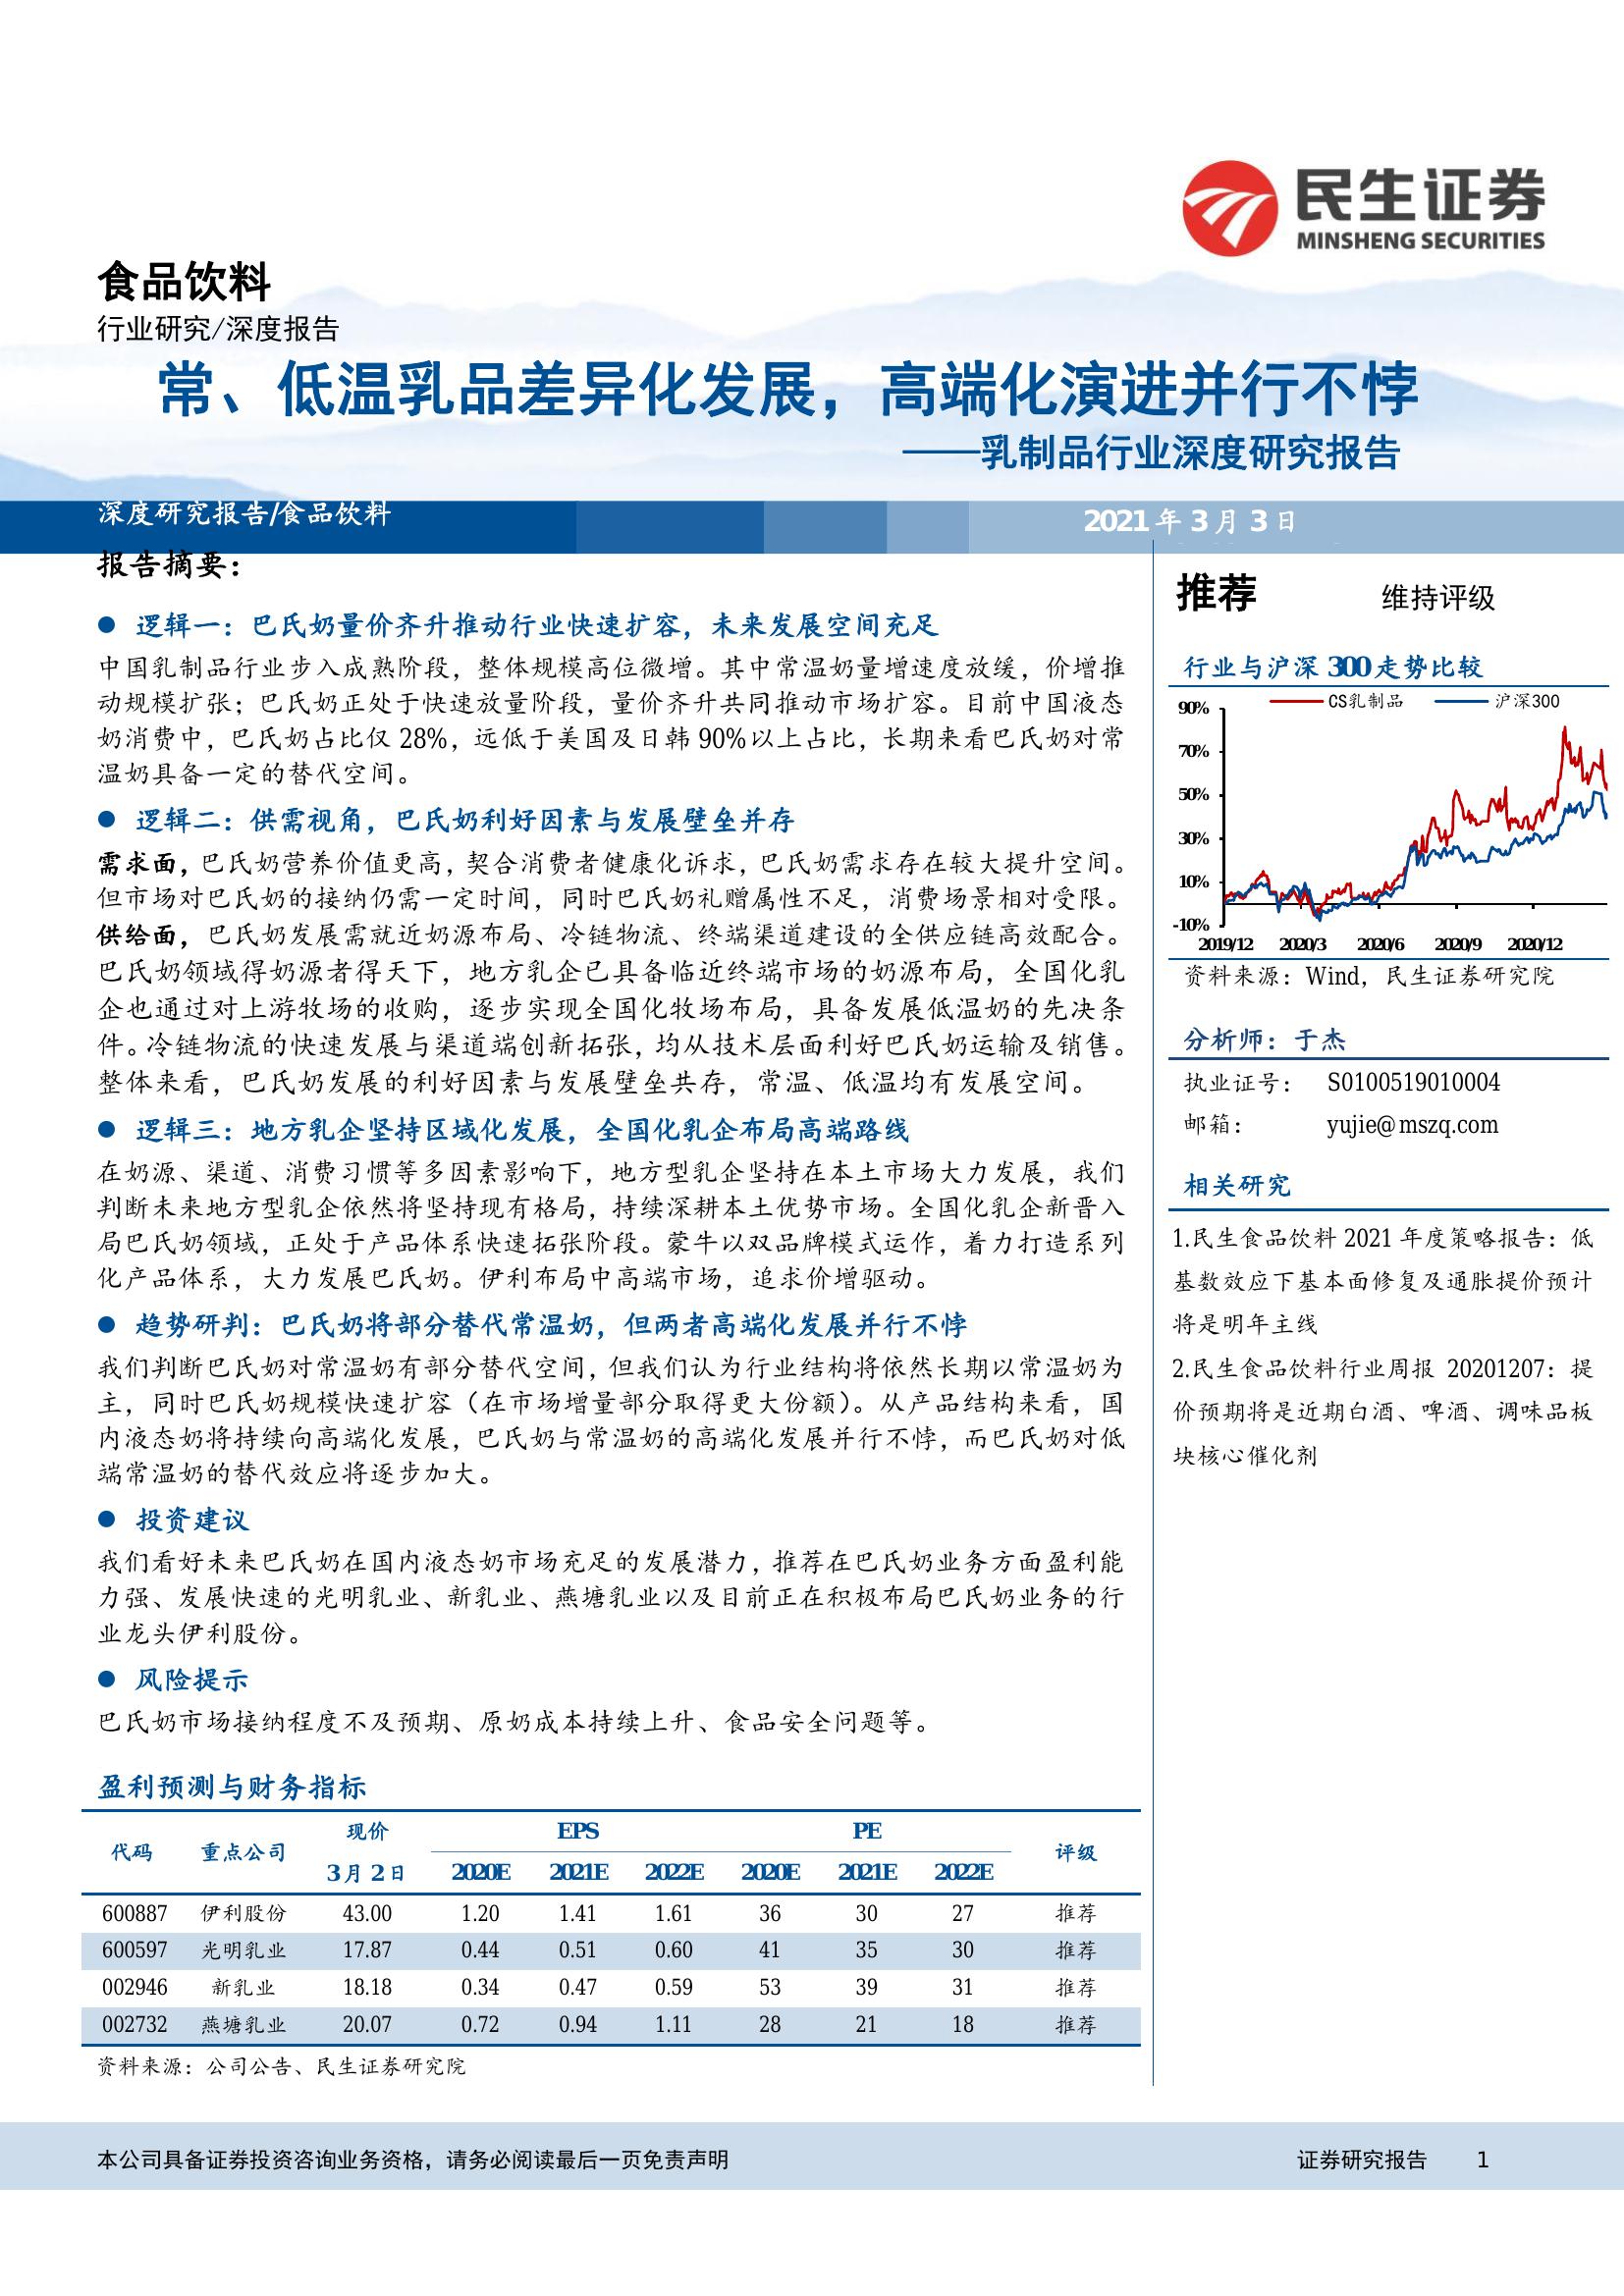 民生证券
MINSHENG SECURITIES
食品饮料
行业研究/深度报告
常、低温乳品差异化发展，高端化演进并行不悖
——乳制品行业深度研究报告
深度研究报告/食品饮料
2021 年 3 月 3 日
报告摘要：
● 逻辑一：巴氏奶量价齐升推动行业快速扩容，未来发展空间充足
中国乳制品行业步入成熟阶段，整体规模高位微增。其中常温奶量增速度放缓，价增推
动规模扩张；巴氏奶正处于快速放量阶段，量价齐升共同推动市场扩容。目前中国液态
奶消费中，巴氏奶占比仅 28%，远低于美国及日韩 90%以上占比，长期来看巴氏奶对常
温奶具备一定的替代空间。
● 逻辑二：供需视角，巴氏奶利好因素与发展壁垒并存
需求面，巴氏奶营养价值更高，契合消费者健康化诉求，巴氏奶需求存在较大提升空间。
但市场对巴氏奶的接纳仍需一定时间，同时巴氏奶礼赠属性不足，消费场景相对受限。
供给面，巴氏奶发展需就近奶源布局、冷链物流、终端渠道建设的全供应链高效配合。
巴氏奶领域得奶源者得天下，地方乳企已具备临近终端市场的奶源布局，全国化乳
企也通过对上游牧场的收购，逐步实现全国化牧场布局，具备发展低温奶的先决条
件。冷链物流的快速发展与渠道端创新拓张，均从技术层面利好巴氏奶运输及销售。
整体来看，巴氏奶发展的利好因素与发展壁垒共存，常温、低温均有发展空间。
● 逻辑三：地方乳企坚持区域化发展，全国化乳企布局高端路线
在奶源、渠道、消费习惯等多因素影响下，地方型乳企坚持在本土市场大力发展，我们
判断未来地方型乳企依然将坚持现有格局，持续深耕本土优势市场。全国化乳企新晋入
局巴氏奶领域，正处于产品体系快速拓张阶段。蒙牛以双品牌模式运作，着力打造系列
化产品体系，大力发展巴氏奶。伊利布局中高端市场，追求价增驱动。
● 趋势研判：巴氏奶将部分替代常温奶，但两者高端化发展并行不悖
我们判断巴氏奶对常温奶有部分替代空间，但我们认为行业结构将依然长期以常温奶为
主，同时巴氏奶规模快速扩容（在市场增量部分取得更大份额）。从产品结构来看，国
内液态奶将持续向高端化发展，巴氏奶与常温奶的高端化发展并行不悖，而巴氏奶对低
端常温奶的替代效应将逐步加大。
● 投资建议
我们看好未来巴氏奶在国内液态奶市场充足的发展潜力，推荐在巴氏奶业务方面盈利能
力强、发展快速的光明乳业、新乳业、燕塘乳业以及目前正在积极布局巴氏奶业务的行
业龙头伊利股份。
● 风险提示
巴氏奶市场接纳程度不及预期、原奶成本持续上升、食品安全问题等。
盈利预测与财务指标
代码 重点公司 现价 EPS PE 评级
3 月 2 日 2020E 2021E 2022E 2020E 2021E 2022E
600887 伊利股份 43.00 1.20 1.41 1.61 36 30 27 推荐
600597 光明乳业 17.87 0.44 0.51 0.60 41 35 30 推荐
002946 新乳业 18.18 0.34 0.47 0.59 53 39 31 推荐
002732 燕塘乳业 20.07 0.72 0.94 1.11 28 21 18 推荐
资料来源：公司公告、民生证券研究院
推荐 维持评级
行业与沪深 300 走势比较
CS乳制品 沪深300
90%
70%
50%
30%
10%
-10%
2019/12 2020/3 2020/6 2020/9 2020/12
资料来源：Wind，民生证券研究院
分析师：于杰
执业证号： S0100519010004
邮箱： yujie@mszq.com
相关研究
1.民生食品饮料 2021 年度策略报告：低
基数效应下基本面修复及通胀提价预计
将是明年主线
2.民生食品饮料行业周报 20201207：提
价预期将是近期白酒、啤酒、调味品板
块核心催化剂
本公司具备证券投资咨询业务资格，请务必阅读最后一页免责声明
证券研究报告 1